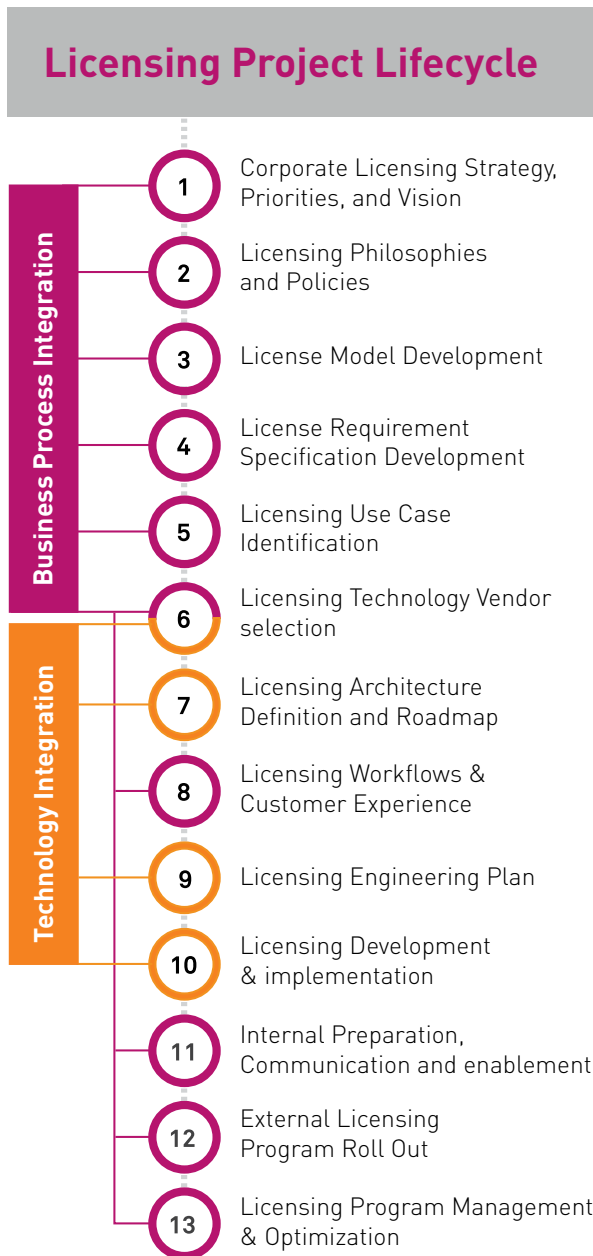 Licensing Project Lifecycle
Business Process Integration
1
Corporate Licensing Strategy,
Priorities, and Vision
2
Licensing Philosophies
and Policies
3
License Model Development
4
License Requirement
Specification Development
5
Licensing Use Case
Identification
6
Licensing Technology Vendor
selection
Technology Integration
7
Licensing Architecture
Definition and Roadmap
8
Licensing Workflows &
Customer Experience
9
Licensing Engineering Plan
10
Licensing Development
& implementation
11
Internal Preparation,
Communication and enablement
12
External Licensing
Program Roll Out
13
Licensing Program Management
& Optimization